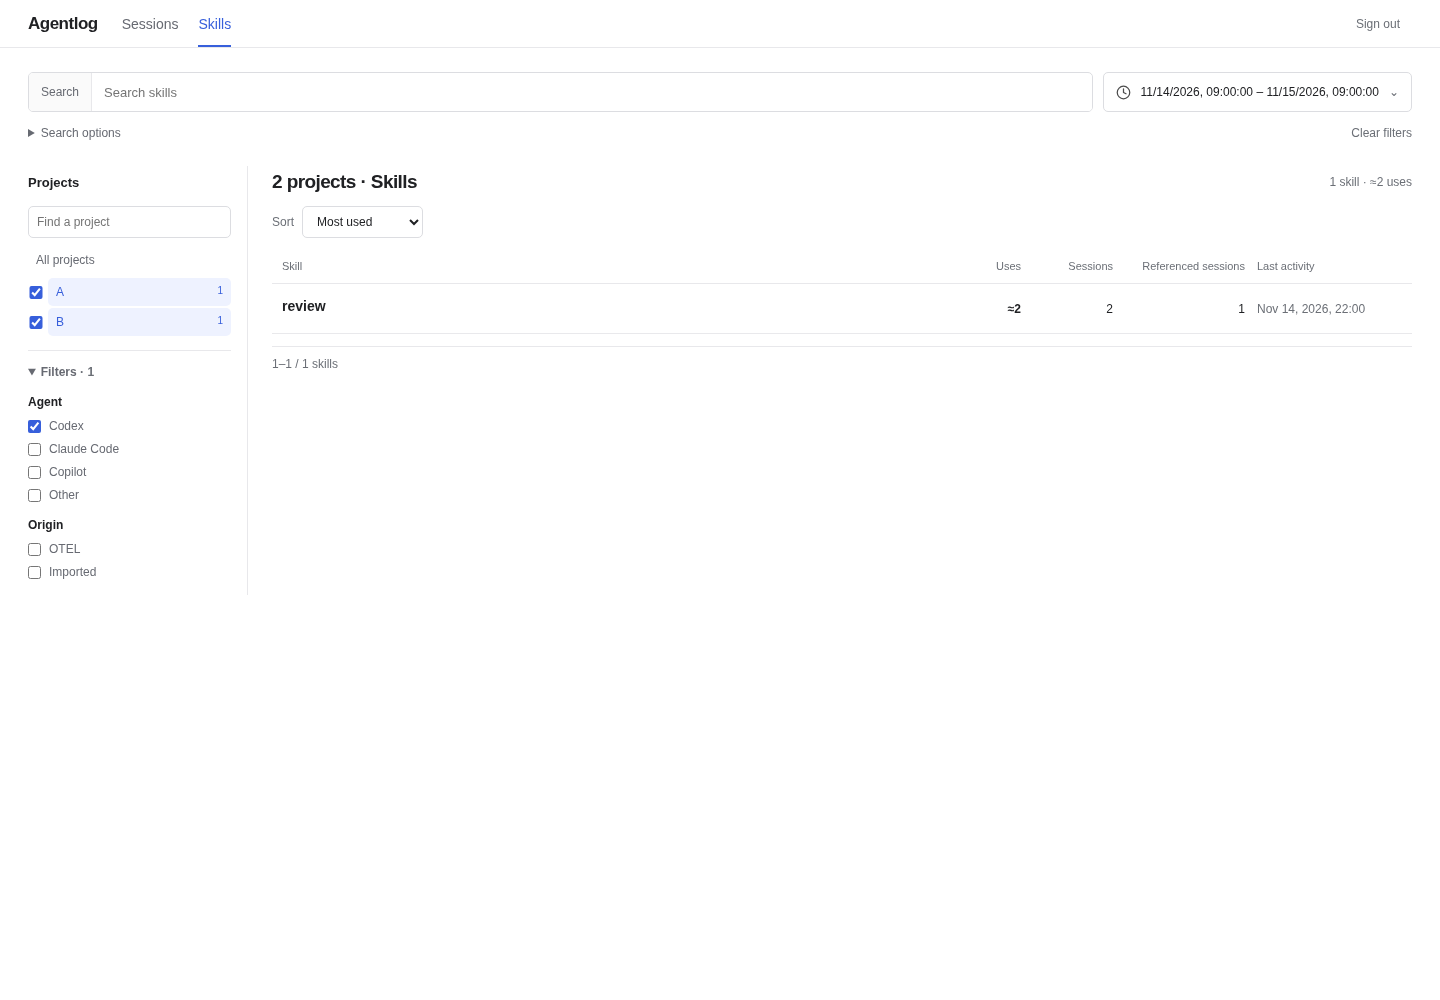 Agentlog Sessions Skills Sign out
Search Search skills 11/14/2026, 09:00:00 – 11/15/2026, 09:00:00
Search options Clear filters
Projects
Find a project
All projects
A 1
B 1
Filters · 1
Agent
Codex
Claude Code
Copilot
Other
Origin
OTEL
Imported
2 projects · Skills 1 skill · ≈2 uses
Sort Most used
Skill Uses Sessions Referenced sessions Last activity
review ≈2 2 1 Nov 14, 2026, 22:00
1–1 / 1 skills